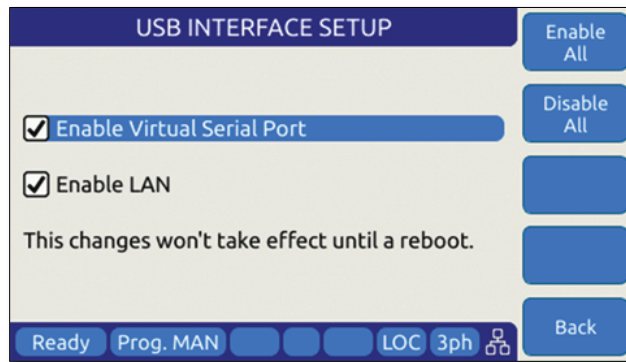 USB INTERFACE SETUP
Enable
All
Disable
All
Enable Virtual Serial Port
Enable LAN
This changes won't take effect until a reboot.
Back
Ready Prog. MAN LOC 3ph